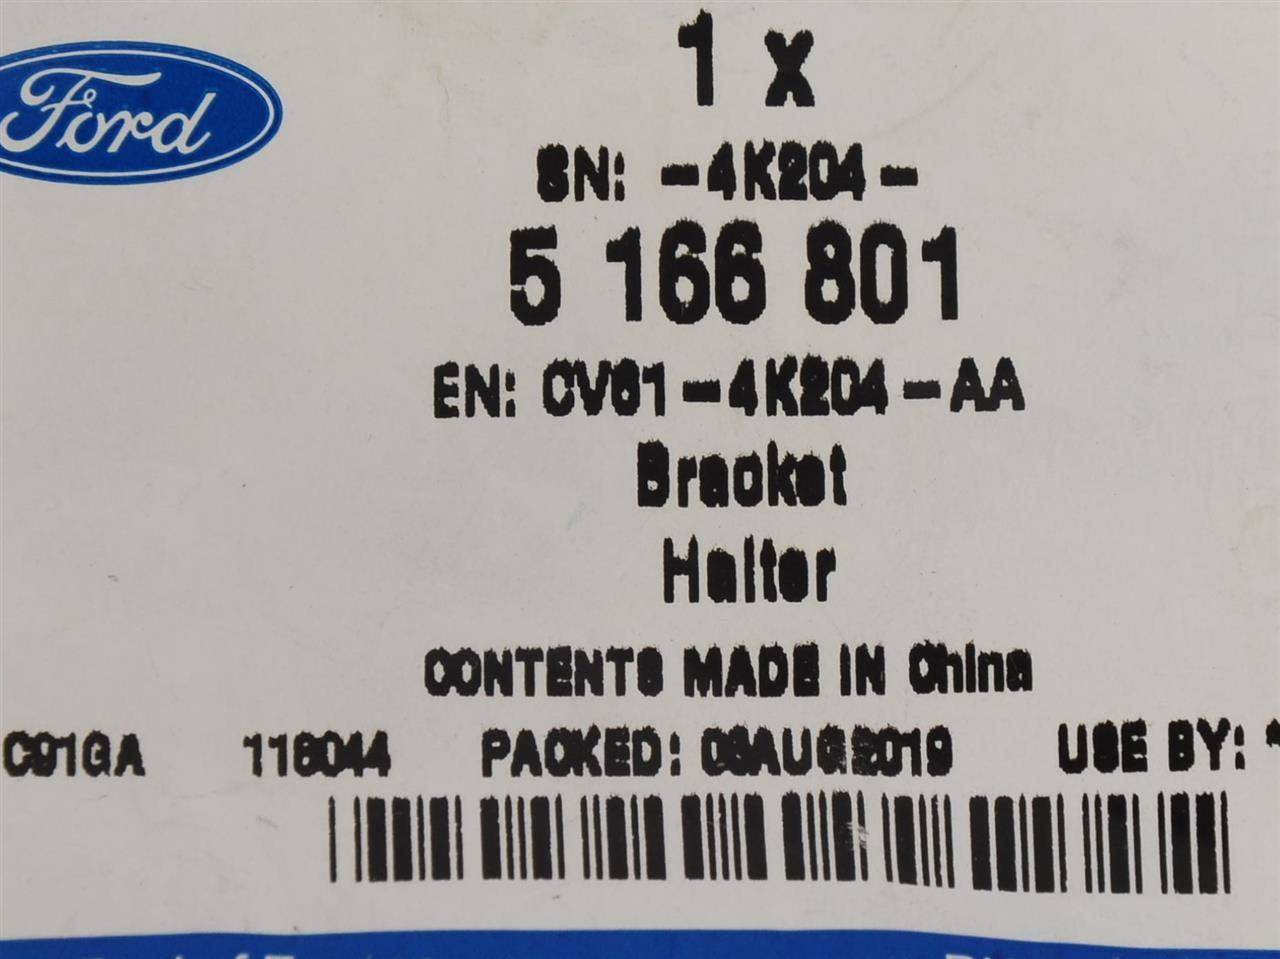 Ford
1 x
SN: -4K204-
5 166 801
EN: CV61-4K204-AA
Bracket
Halter
CONTENTS MADE IN China
C91GA 116044 PACKED: AUG2019 USE BY: